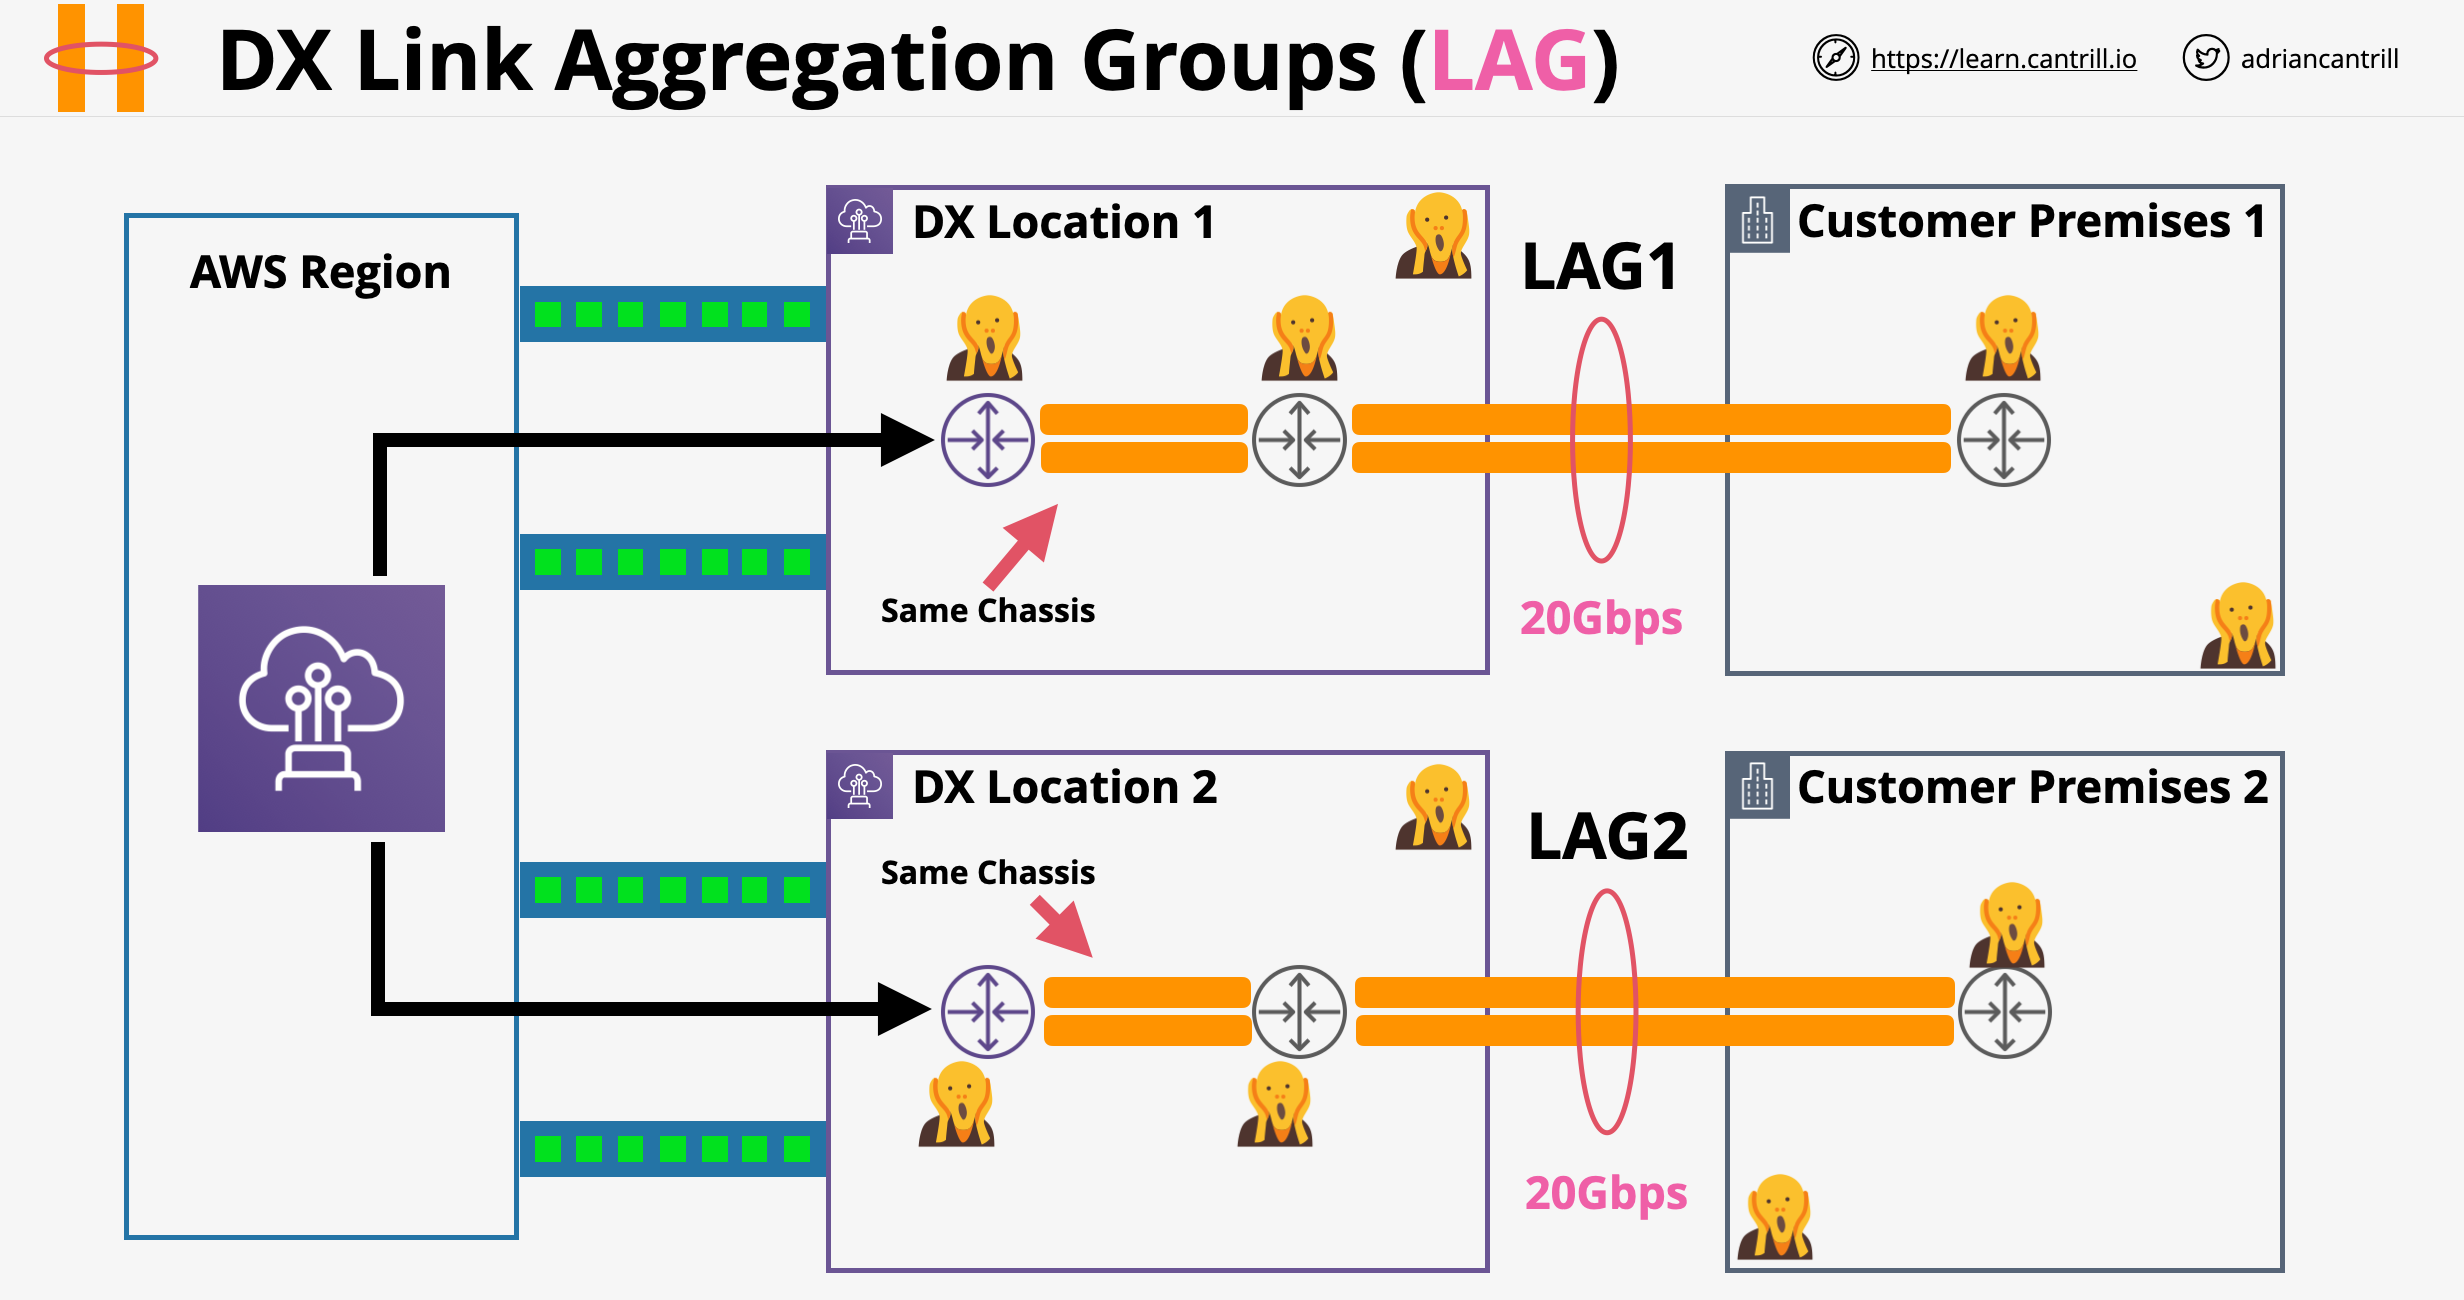 DX Link Aggregation Groups (LAG)
https://learn.cantrill.io
adriancantrill
AWS Region
DX Location 1
Same Chassis
LAG1
20Gbps
Customer Premises 1
DX Location 2
Same Chassis
LAG2
20Gbps
Customer Premises 2